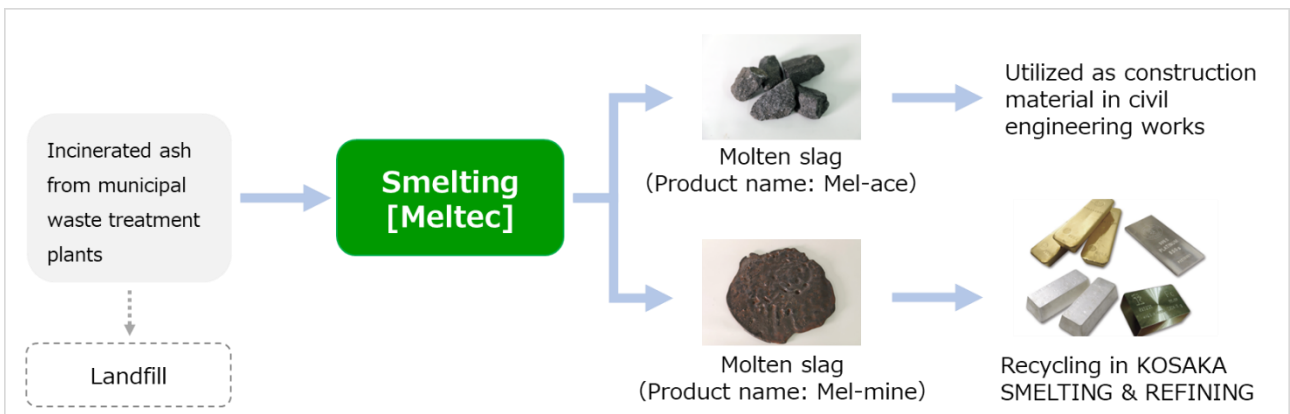 Incinerated ash
from municipal
waste treatment
plants
Landfill
Smelting
[Meltec]
Molten slag
(Product name: Mel-ace)
Utilized as construction
material in civil
engineering works
Molten slag
(Product name: Mel-mine)
Recycling in KOSAKA
SMELTING & REFINING